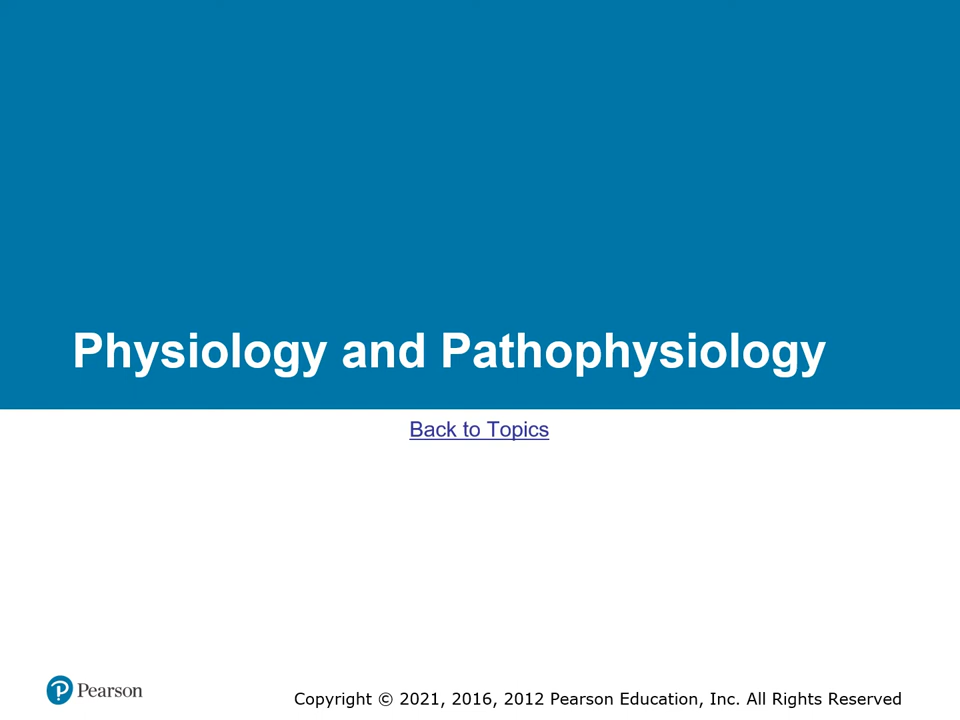 Physiology and Pathophysiology
Back to Topics
Pearson
Copyright © 2021, 2016, 2012 Pearson Education, Inc. All Rights Reserved